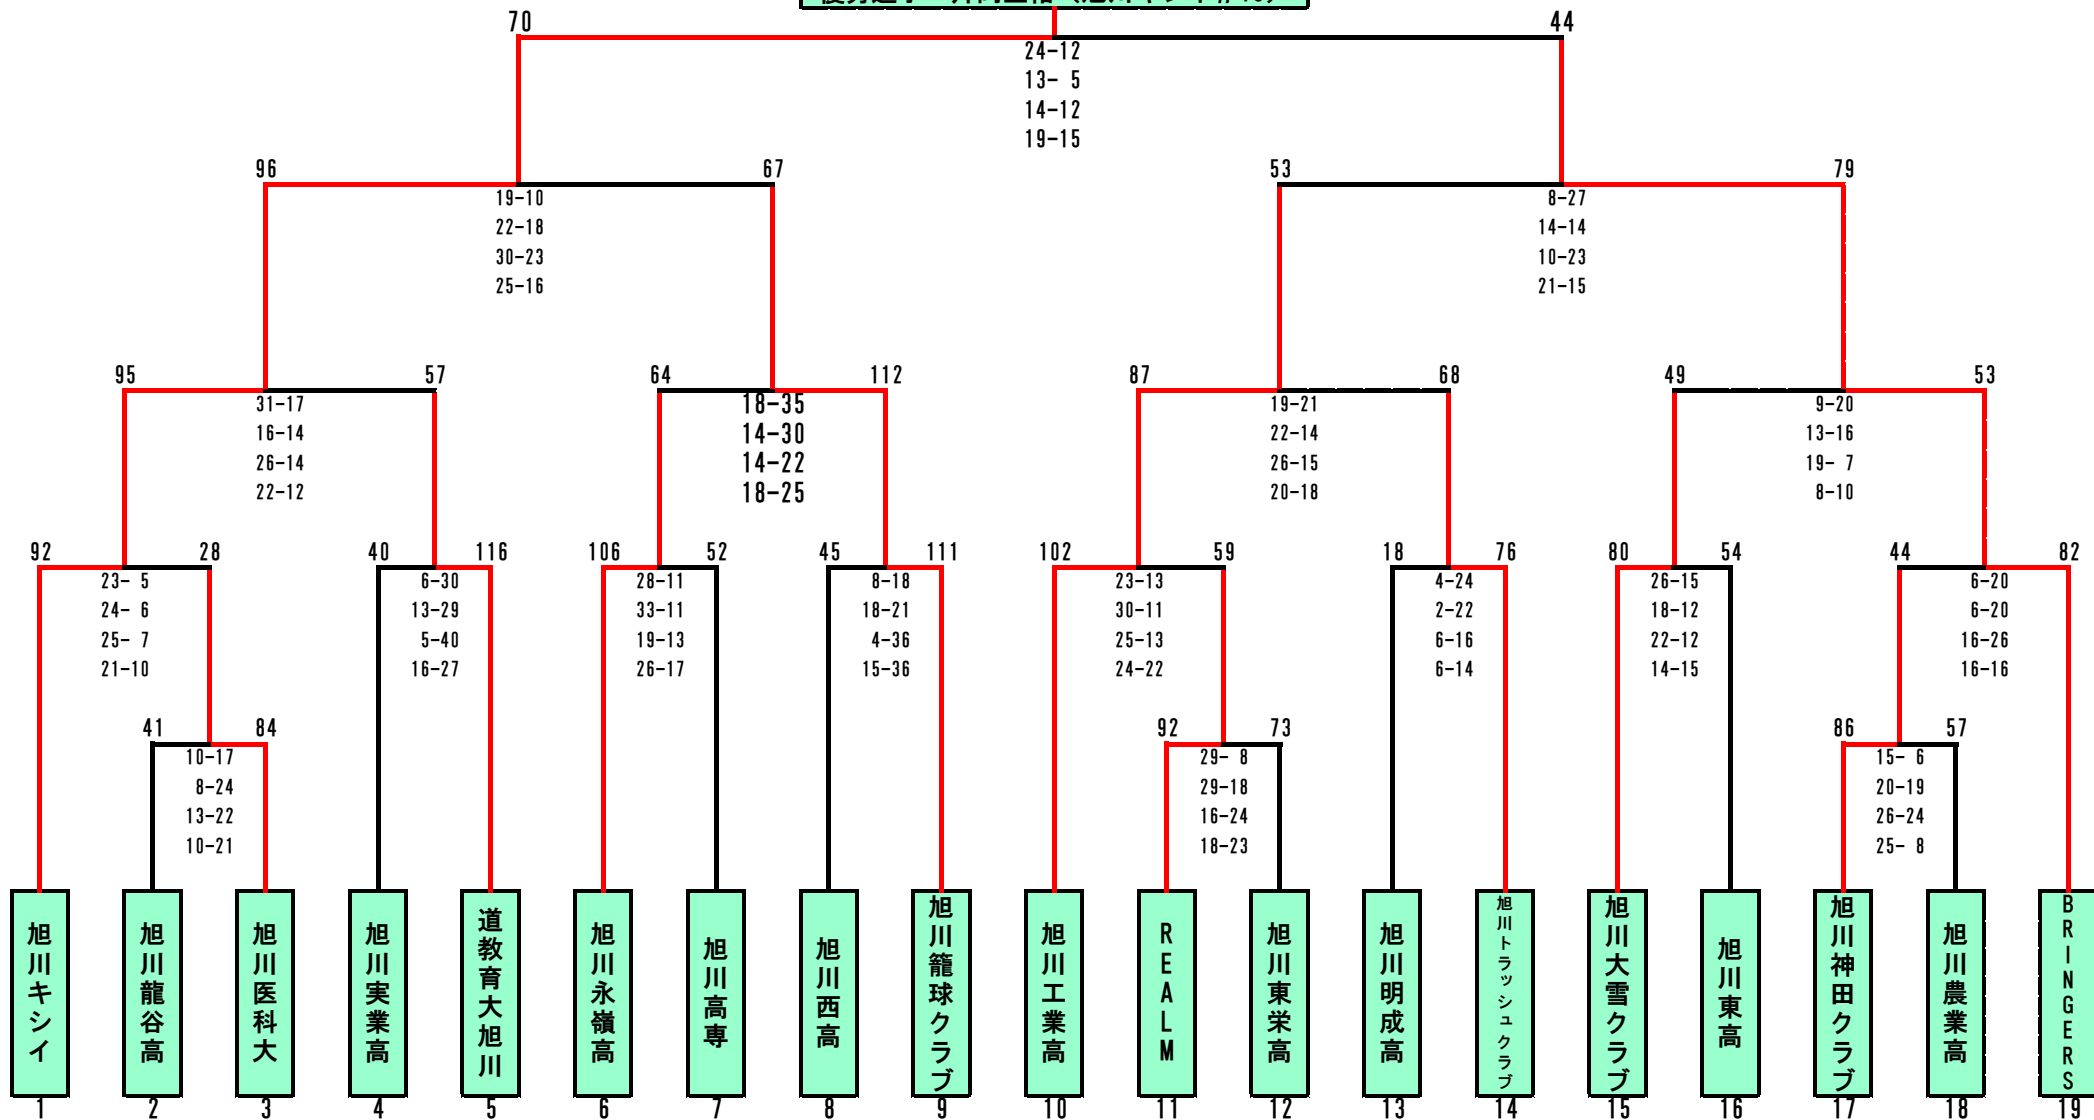 70 44
24-12
13- 5
14-12
19-15
96 67 53 79
19-10 8-27
22-18 14-14
30-23 10-23
25-16 21-15
95 57 64 112 87 68 49 53
31-17 18-35 19-21 9-20
16-14 14-30 22-14 13-16
26-14 14-22 26-15 19- 7
22-12 18-25 20-18 8-10
92 28 40 116 106 52 45 111 102 59 18 76 80 54 44 82
23- 5 6-30 28-11 8-18 23-13 4-24 26-15 6-20
24- 6 13-29 33-11 18-21 30-11 2-22 18-12 6-20
25- 7 5-40 19-13 4-36 25-13 6-16 22-12 16-26
21-10 16-27 26-17 15-36 24-22 6-14 14-15 16-16
41 84 92 73 86 57
10-17 29- 8 15- 6
8-24 29-18 20-19
13-22 16-24 26-24
10-21 18-23 25- 8
旭川キシイ
旭川龍谷高
旭川医科大
旭川実業高
道教育大旭川
旭川永嶺高
旭川高専
旭川西高
旭川籠球クラブ
旭川工業高
REALM
旭川東栄高
旭川明成高
旭川トラッシュクラブ
旭川大雪クラブ
旭川東高
旭川神田クラブ
旭川農業高
BRINGERS
1 2 3 4 5 6 7 8 9 10 11 12 13 14 15 16 17 18 19